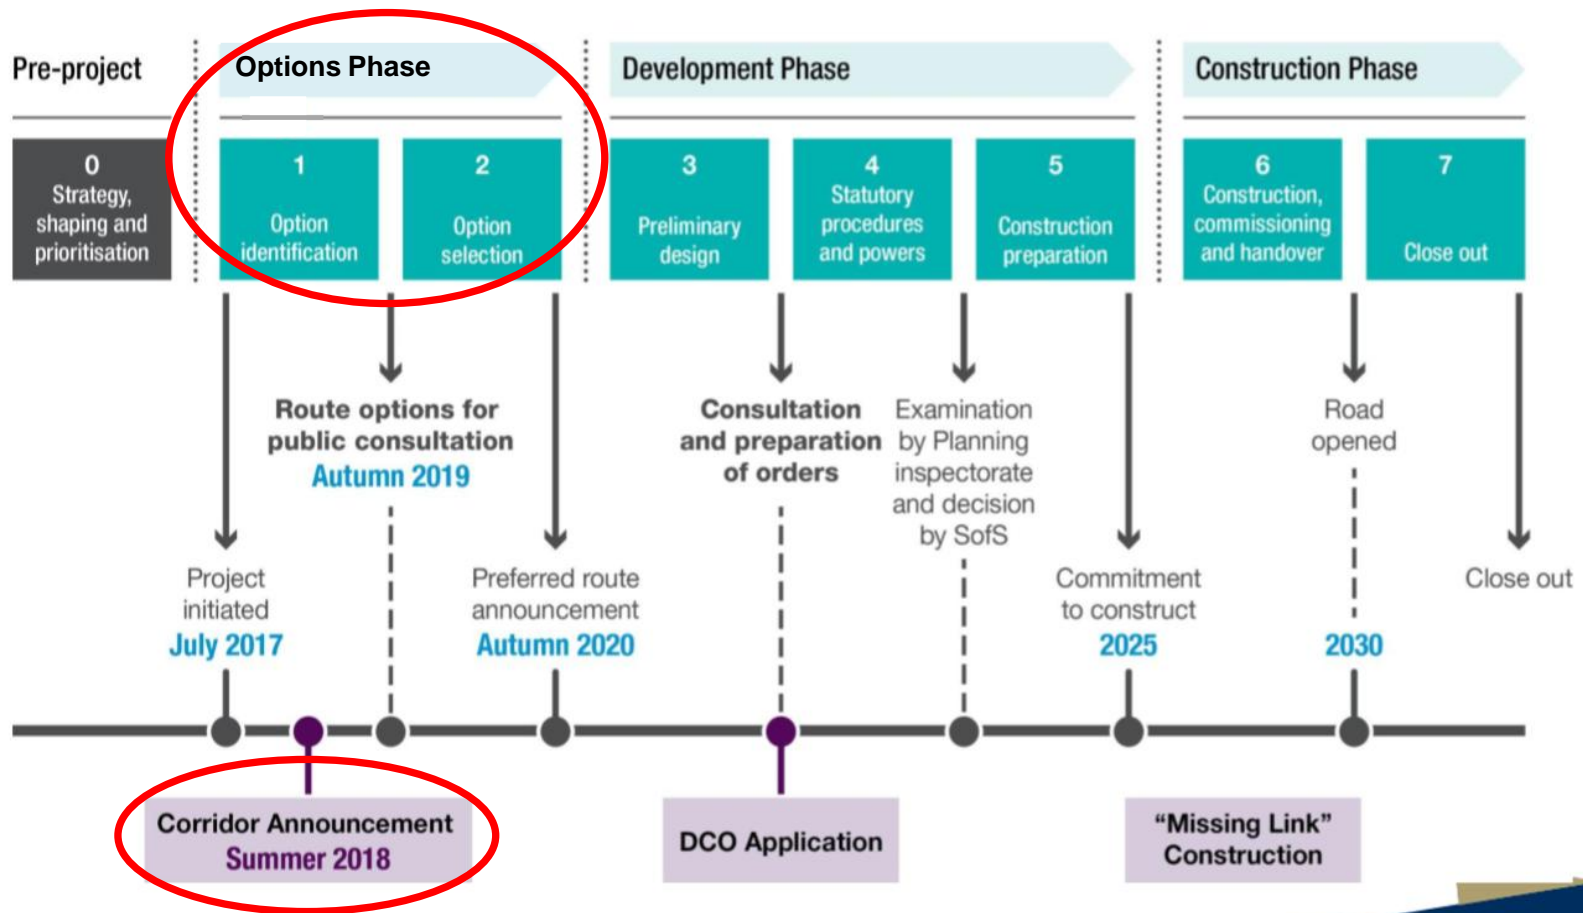 Pre-project
Options Phase
Development Phase
Construction Phase
0
Strategy,
shaping and
prioritisation
1
Option
identification
2
Option
selection
3
Preliminary
design
4
Statutory
procedures
and powers
5
Construction
preparation
6
Construction,
commissioning
and handover
7
Close out
Route options for
public consultation
Autumn 2019
Consultation
and preparation
of orders
Examination
by Planning
inspectorate
and decision
by SofS
Road
opened
Project
initiated
July 2017
Preferred route
announcement
Autumn 2020
Commitment
to construct
2025
2030
Close out
Corridor Announcement
Summer 2018
DCO Application
“Missing Link”
Construction